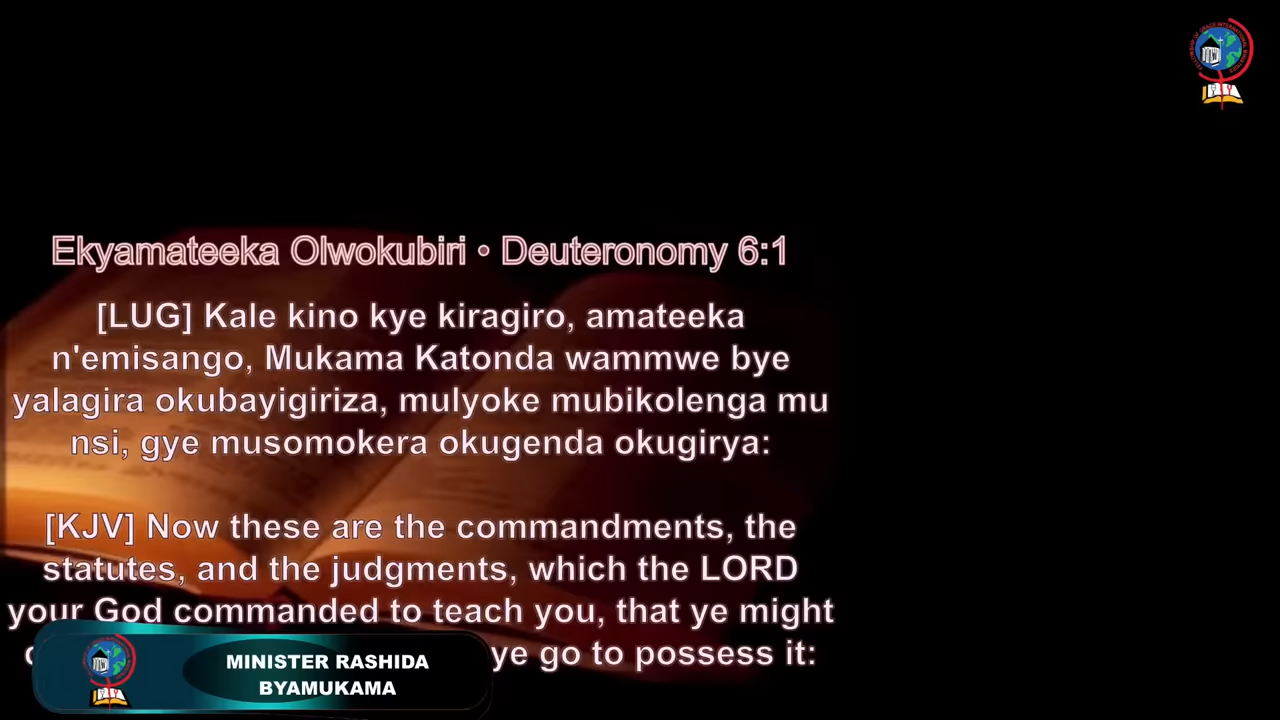 Ekyamateeka Olwokubiri • Deuteronomy 6:1
[LUG] Kale kino kye kiragiro, amateeka
n'emisango, Mukama Katonda wammwe bye
yalagira okubayigiriza, mulyoke mubikolenga mu
nsi, gye musomokera okugenda okugirya:
[KJV] Now these are the commandments, the
statutes, and the judgments, which the LORD
your God commanded to teach you, that ye might
ye go to possess it:
MINISTER RASHIDA
BYAMUKAMA